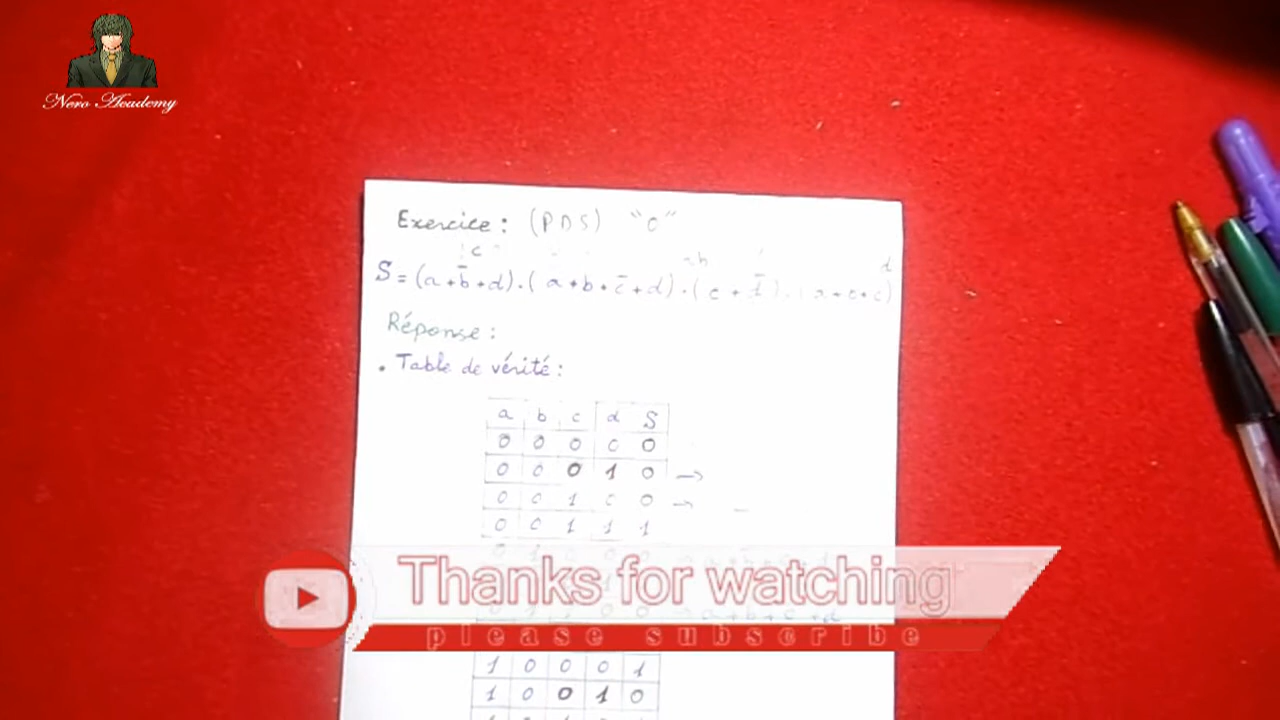 Nero Academy
Exercice : (PDS) "0"
S = (a + b̅ + d) . ( a + b + c̅ + d) . ( c + d̅ ) .
Réponse :
• Table de vérité :
a b c d S
0 0 0 0 0
0 0 0 1 0 →
0 0 1 0 0 →
0 0 1 1 1
Thanks for watching
please subscribe
1 0 0 0 1
1 0 0 1 0